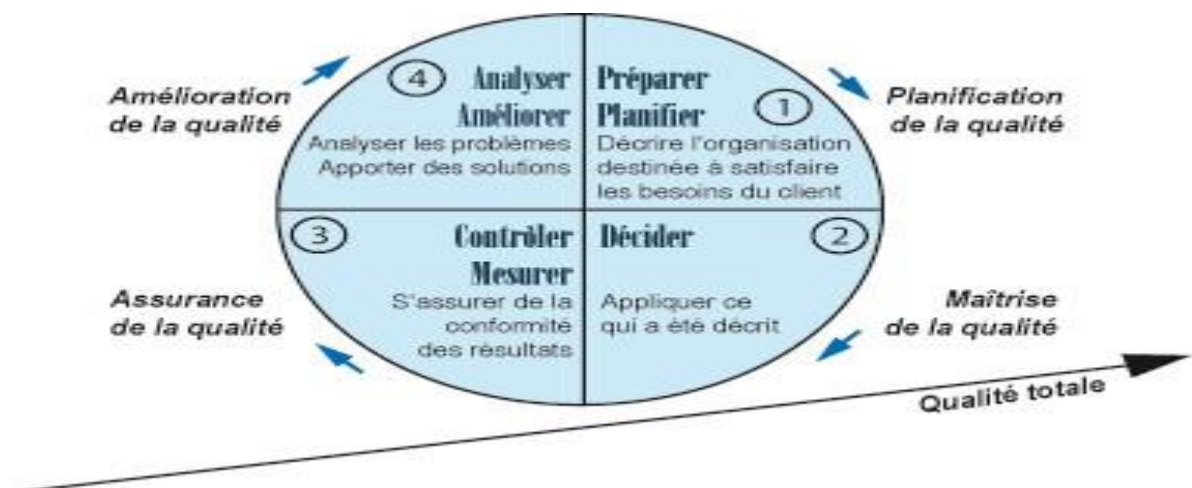 Amélioration
de la qualité
4
Analyser
Améliorer
Analyser les problèmes
Apporter des solutions
Préparer
Planifier
1
Décrire l'organisation
destinée à satisfaire
les besoins du client
Planification
de la qualité
3
Contrôler
Mesurer
S'assurer de la
conformité
des résultats
Décider
2
Appliquer ce
qui a été décrit
Assurance
de la qualité
Maîtrise
de la qualité
Qualité totale